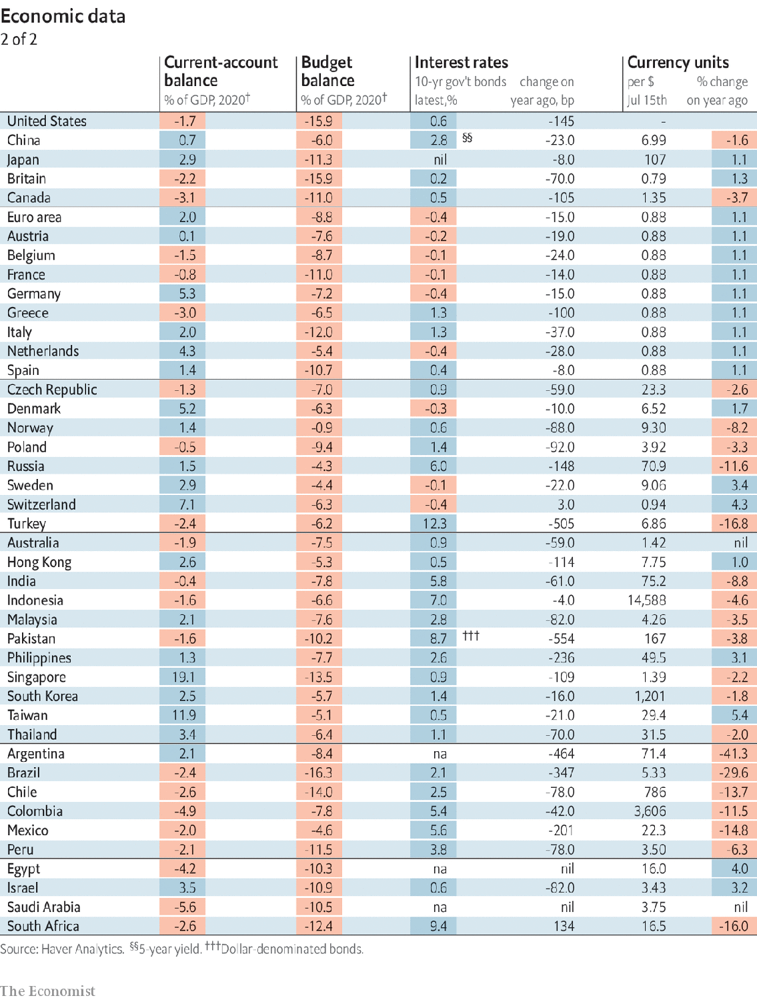 Economic data
2 of 2
Current-account balance % of GDP, 2020† Budget balance % of GDP, 2020† Interest rates 10-yr gov't bonds latest,% change on year ago, bp Currency units per $ Jul 15th % change on year ago
United States -1.7 -15.9 0.6 -145 -
China 0.7 -6.0 2.8 §§ -23.0 6.99 -1.6
Japan 2.9 -11.3 nil -8.0 107 1.1
Britain -2.2 -15.9 0.2 -70.0 0.79 1.3
Canada -3.1 -11.0 0.5 -105 1.35 -3.7
Euro area 2.0 -8.8 -0.4 -15.0 0.88 1.1
Austria 0.1 -7.6 -0.2 -19.0 0.88 1.1
Belgium -1.5 -8.7 -0.1 -24.0 0.88 1.1
France -0.8 -11.0 -0.1 -14.0 0.88 1.1
Germany 5.3 -7.2 -0.4 -15.0 0.88 1.1
Greece -3.0 -6.5 1.3 -100 0.88 1.1
Italy 2.0 -12.0 1.3 -37.0 0.88 1.1
Netherlands 4.3 -5.4 -0.4 -28.0 0.88 1.1
Spain 1.4 -10.7 0.4 -8.0 0.88 1.1
Czech Republic -1.3 -7.0 0.9 -59.0 23.3 -2.6
Denmark 5.2 -6.3 -0.3 -10.0 6.52 1.7
Norway 1.4 -0.9 0.6 -88.0 9.30 -8.2
Poland -0.5 -9.4 1.4 -92.0 3.92 -3.3
Russia 1.5 -4.3 6.0 -148 70.9 -11.6
Sweden 2.9 -4.4 -0.1 -22.0 9.06 3.4
Switzerland 7.1 -6.3 -0.4 3.0 0.94 4.3
Turkey -2.4 -6.2 12.3 -505 6.86 -16.8
Australia -1.9 -7.5 0.9 -59.0 1.42 nil
Hong Kong 2.6 -5.3 0.5 -114 7.75 1.0
India -0.4 -7.8 5.8 -61.0 75.2 -8.8
Indonesia -1.6 -6.6 7.0 -4.0 14,588 -4.6
Malaysia 2.1 -7.6 2.8 -82.0 4.26 -3.5
Pakistan -1.6 -10.2 8.7 ††† -554 167 -3.8
Philippines 1.3 -7.7 2.6 -236 49.5 3.1
Singapore 19.1 -13.5 0.9 -109 1.39 -2.2
South Korea 2.5 -5.7 1.4 -16.0 1,201 -1.8
Taiwan 11.9 -5.1 0.5 -21.0 29.4 5.4
Thailand 3.4 -6.4 1.1 -70.0 31.5 -2.0
Argentina 2.1 -8.4 na -464 71.4 -41.3
Brazil -2.4 -16.3 2.1 -347 5.33 -29.6
Chile -2.6 -14.0 2.5 -78.0 786 -13.7
Colombia -4.9 -7.8 5.4 -42.0 3,606 -11.5
Mexico -2.0 -4.6 5.6 -201 22.3 -14.8
Peru -2.1 -11.5 3.8 -78.0 3.50 -6.3
Egypt -4.2 -10.3 na nil 16.0 4.0
Israel 3.5 -10.9 0.6 -82.0 3.43 3.2
Saudi Arabia -5.6 -10.5 na nil 3.75 nil
South Africa -2.6 -12.4 9.4 134 16.5 -16.0
Source: Haver Analytics. §§5-year yield. †††Dollar-denominated bonds.
The Economist